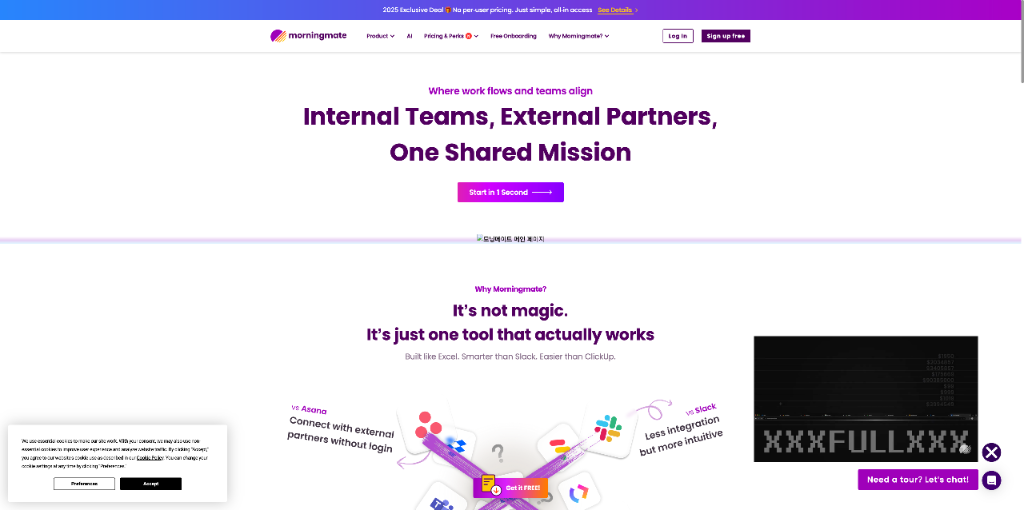 2025 Exclusive Deal 🎁 No per-user pricing. Just simple, all-in access See Details >
morningmate
Product
AI
Pricing & Perks
Free Onboarding
Why Morningmate?
Log in
Sign up free
Where work flows and teams align
Internal Teams, External Partners,
One Shared Mission
Start in 1 Second
모닝메이트 메인 페이지
Why Morningmate?
It's not magic.
It's just one tool that actually works
Built like Excel. Smarter than Slack. Easier than ClickUp.
vs Asana
Connect with external
partners without login
vs Slack
Less integration
but more intuitive
?
Get it FREE!
XXXFULLXXX
Need a tour? Let's chat!
We use essential cookies to make our site work. With your consent, we may also use non-
essential cookies to improve user experience and analyze website traffic. By clicking "Accept,"
you agree to our website's cookie use as described in our Cookie Policy. You can change your
cookie settings at any time by clicking "Preferences."
Preferences
Accept